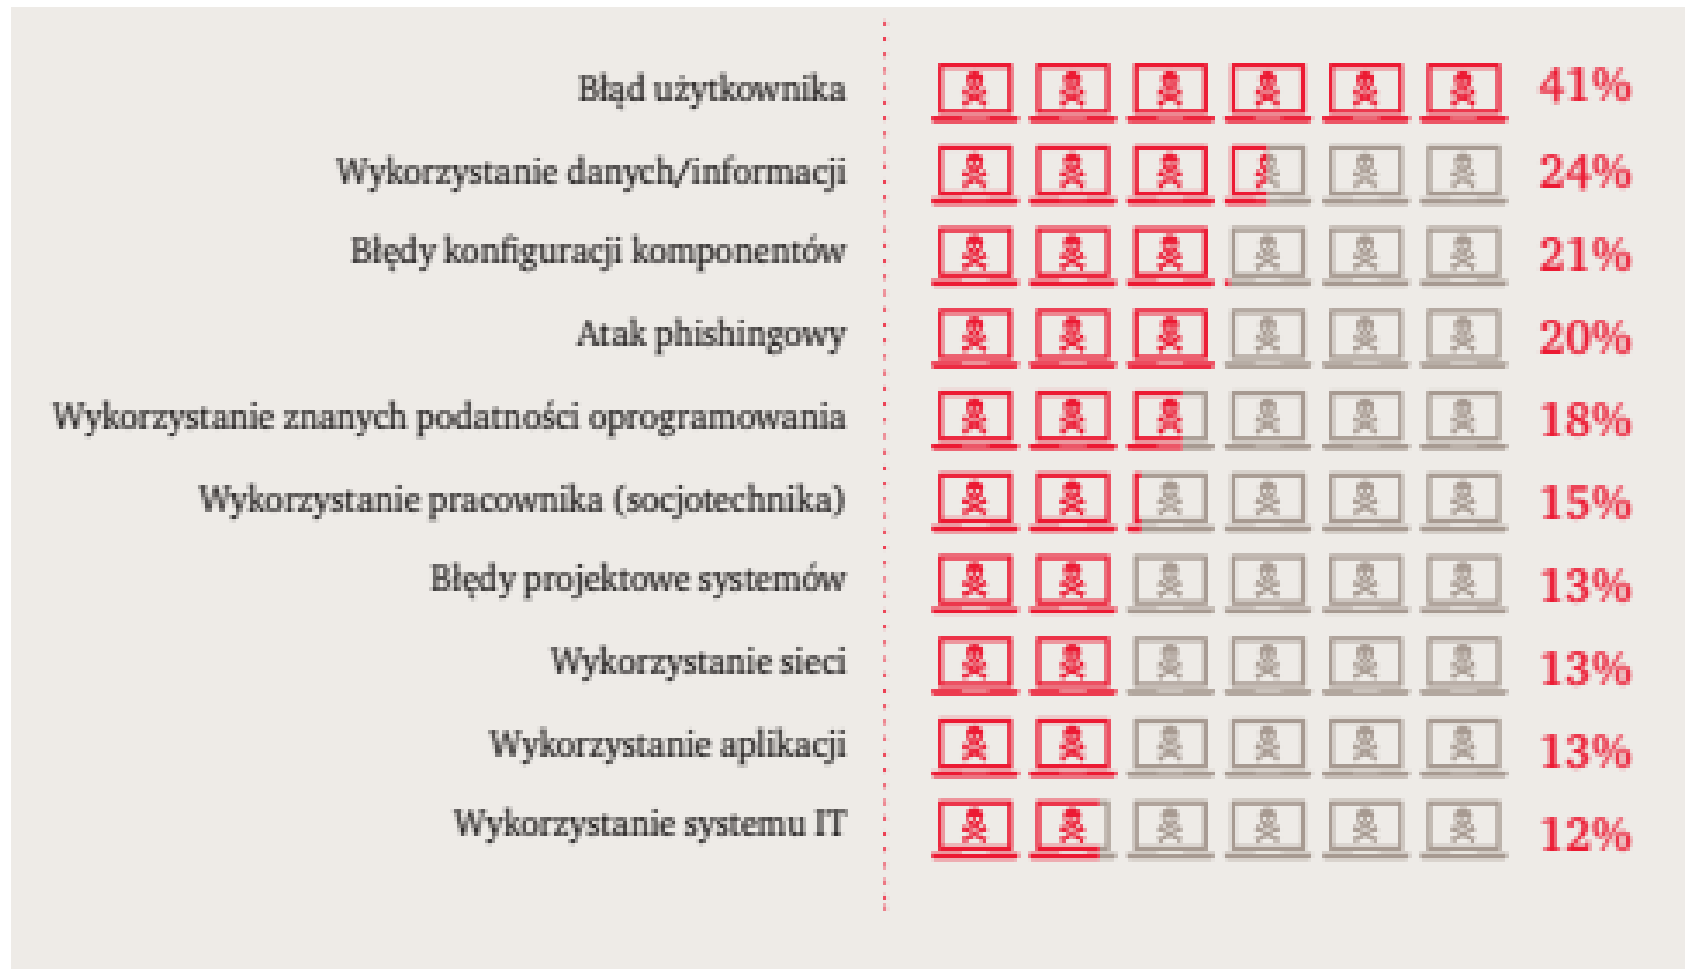 Błąd użytkownika 41%
Wykorzystanie danych/informacji 24%
Błędy konfiguracji komponentów 21%
Atak phishingowy 20%
Wykorzystanie znanych podatności oprogramowania 18%
Wykorzystanie pracownika (socjotechnika) 15%
Błędy projektowe systemów 13%
Wykorzystanie sieci 13%
Wykorzystanie aplikacji 13%
Wykorzystanie systemu IT 12%